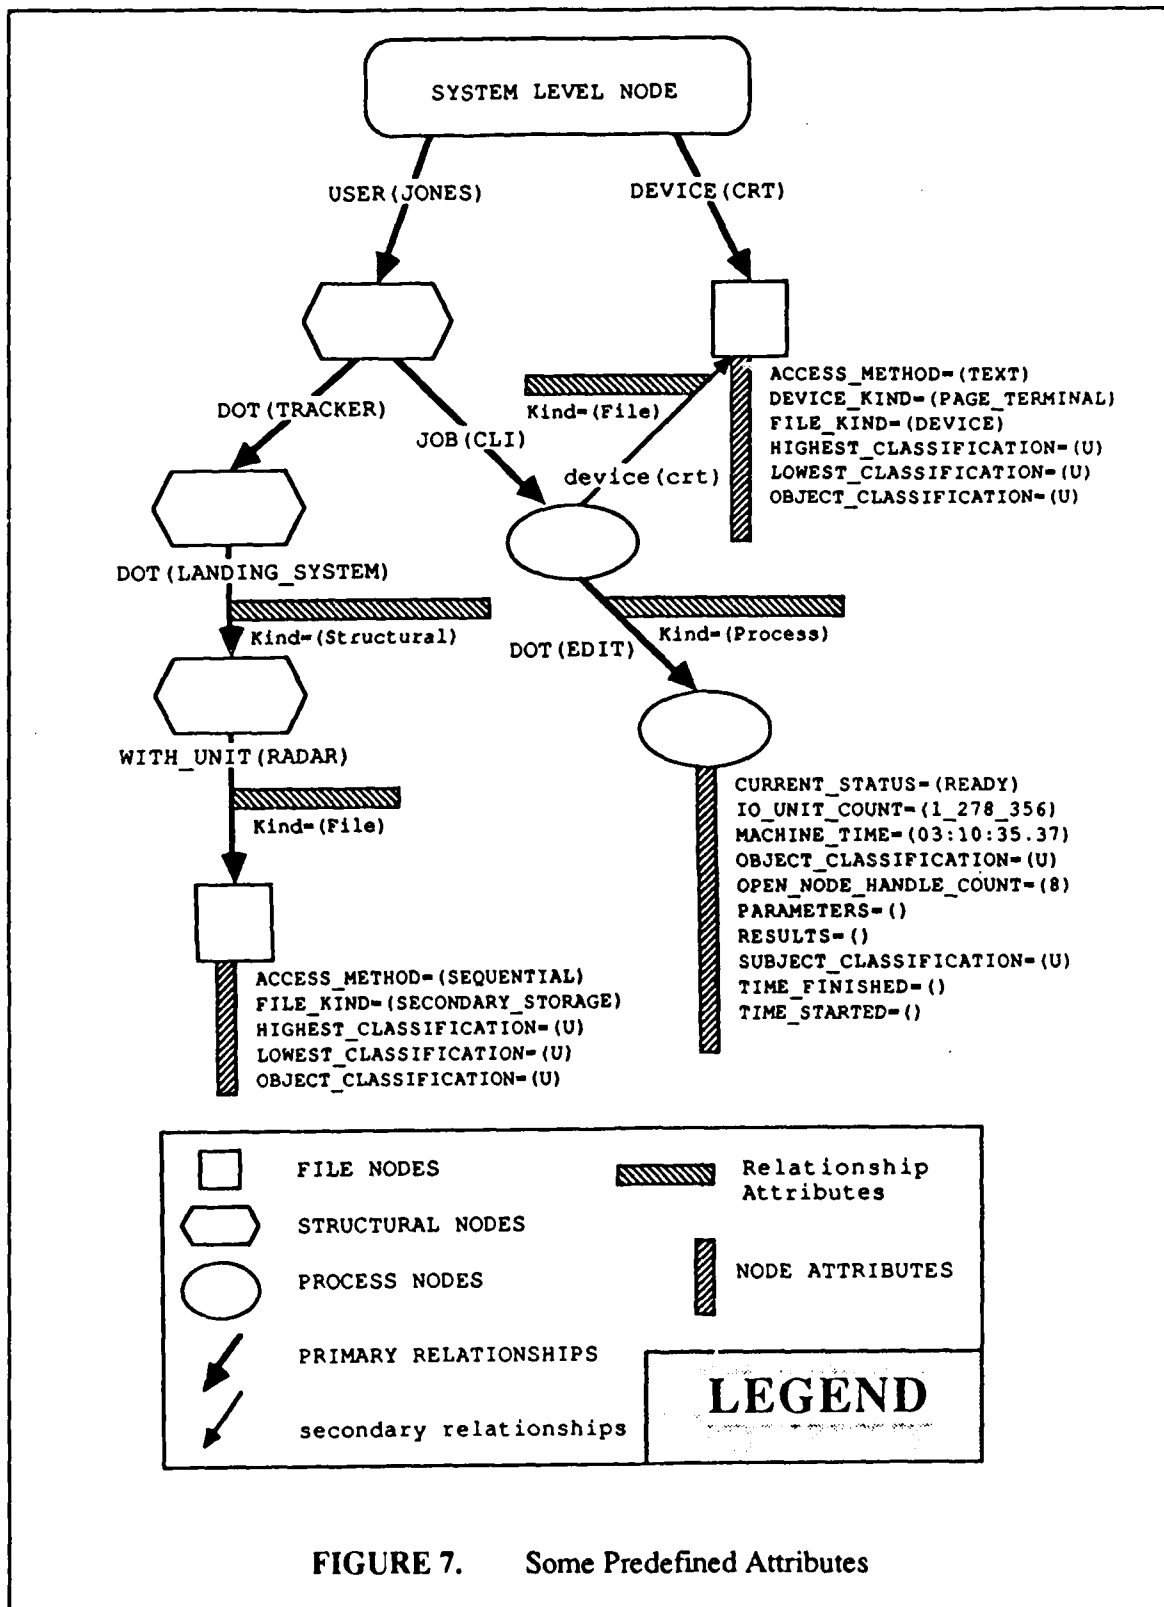 SYSTEM LEVEL NODE
USER(JONES)
DEVICE(CRT)
ACCESS_METHOD=(TEXT)
DEVICE_KIND=(PAGE_TERMINAL)
FILE_KIND=(DEVICE)
HIGHEST_CLASSIFICATION=(U)
LOWEST_CLASSIFICATION=(U)
OBJECT_CLASSIFICATION=(U)
Kind=(File)
DOT(TRACKER)
JOB(CLI)
device(crt)
DOT(LANDING_SYSTEM)
Kind=(Structural)
Kind=(Process)
DOT(EDIT)
WITH_UNIT(RADAR)
Kind=(File)
CURRENT_STATUS=(READY)
IO_UNIT_COUNT=(1_278_356)
MACHINE_TIME=(03:10:35.37)
OBJECT_CLASSIFICATION=(U)
OPEN_NODE_HANDLE_COUNT=(8)
PARAMETERS=()
RESULTS=()
SUBJECT_CLASSIFICATION=(U)
TIME_FINISHED=()
TIME_STARTED=()
ACCESS_METHOD=(SEQUENTIAL)
FILE_KIND=(SECONDARY_STORAGE)
HIGHEST_CLASSIFICATION=(U)
LOWEST_CLASSIFICATION=(U)
OBJECT_CLASSIFICATION=(U)
FILE NODES
STRUCTURAL NODES
PROCESS NODES
PRIMARY RELATIONSHIPS
secondary relationships
Relationship
Attributes
NODE ATTRIBUTES
LEGEND
FIGURE 7. Some Predefined Attributes